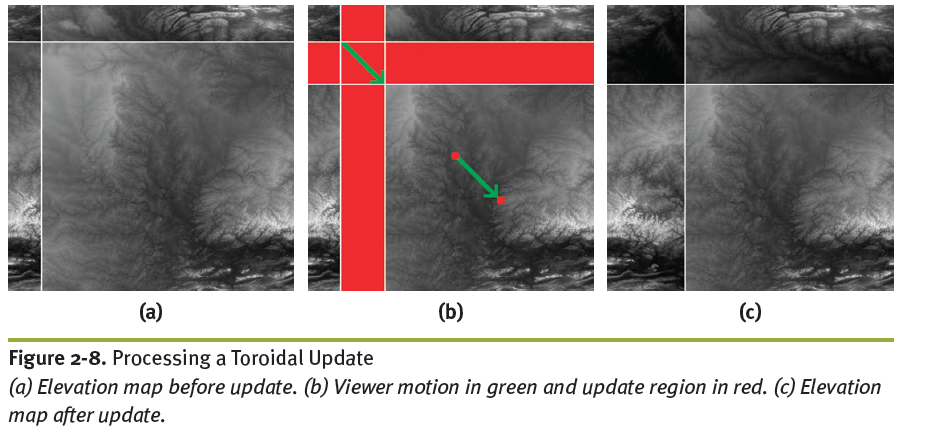 (a) (b) (c)
Figure 2-8. Processing a Toroidal Update
(a) Elevation map before update. (b) Viewer motion in green and update region in red. (c) Elevation
map after update.